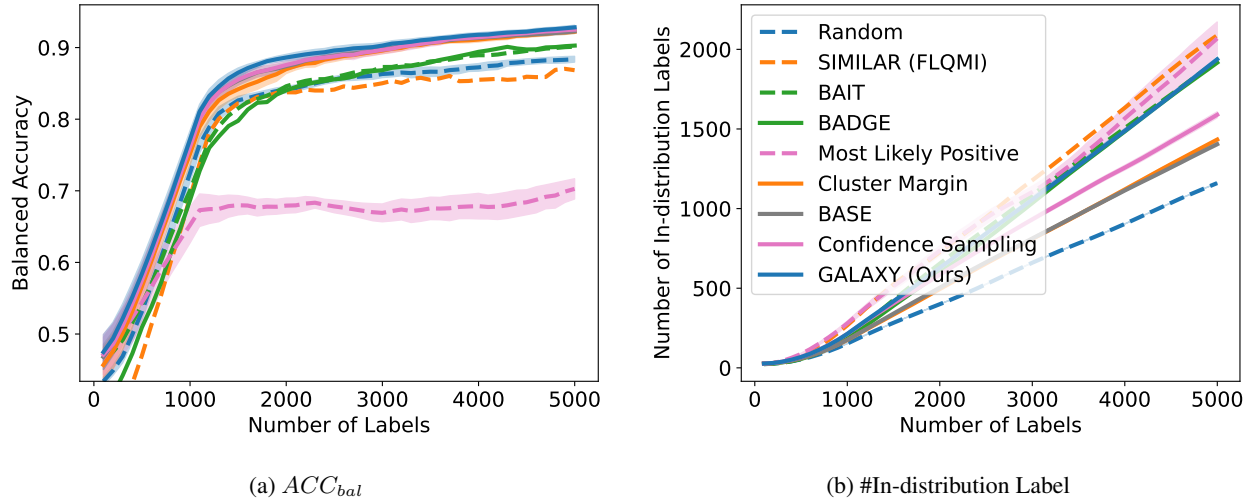 0.9
0.8
0.7
0.6
0.5
Balanced Accuracy
0 1000 2000 3000 4000 5000
Number of Labels
(a) ACC_bal
2000
1500
1000
500
0
Number of In-distribution Labels
Random
SIMILAR (FLQMI)
BAIT
BADGE
Most Likely Positive
Cluster Margin
BASE
Confidence Sampling
GALAXY (Ours)
0 1000 2000 3000 4000 5000
Number of Labels
(b) #In-distribution Label